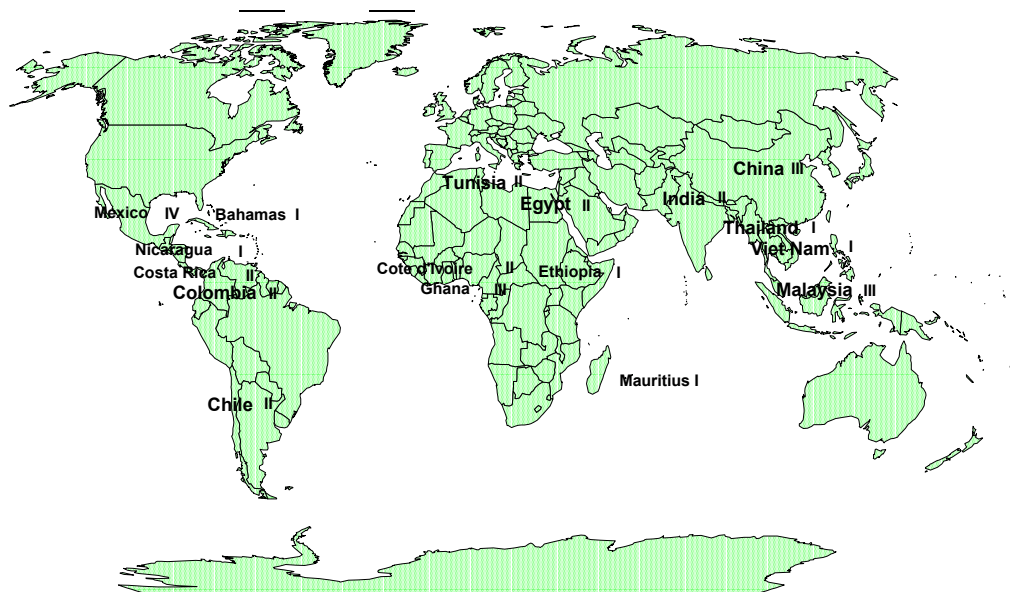 China III
Tunisia II
India II
Egypt II
Mexico IV
Bahamas I
Thailand I
Viet Nam I
Nicaragua I
Cote d'Ivoire II
Ethiopia I
Costa Rica II
Ghana III
Malaysia III
Colombia II
Mauritius I
Chile II